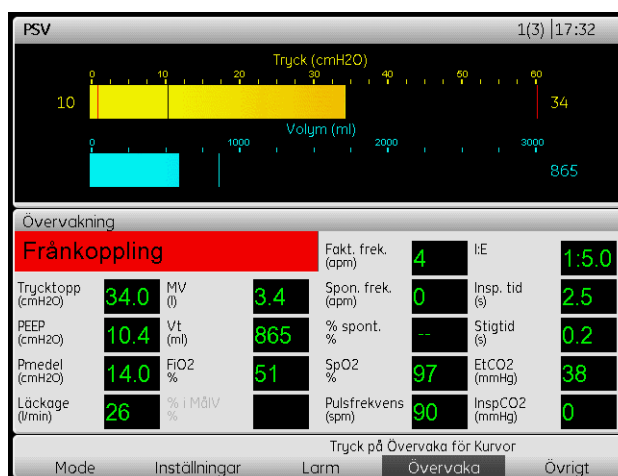 PSV 1(3) 17:32
Tryck (cmH2O)
0 10 20 30 40 50 60
10 34
Volym (ml)
0 1000 2000 3000
865
Övervakning
Frånkoppling
Fakt. frek. (apm) 4 I:E 1:5.0
Trycktopp (cmH2O) 34.0 MV (l) 3.4 Spon. frek. (apm) 0 Insp. tid (s) 2.5
PEEP (cmH2O) 10.4 Vt (ml) 865 % spont. % -- Stigtid (s) 0.2
Pmedel (cmH2O) 14.0 FiO2 % 51 SpO2 % 97 EtCO2 (mmHg) 38
Läckage (l/min) 26 % i MålV % Pulsfrekvens (spm) 90 InspCO2 (mmHg) 0
Tryck på Övervaka för Kurvor
Mode Inställningar Larm Övervaka Övrigt